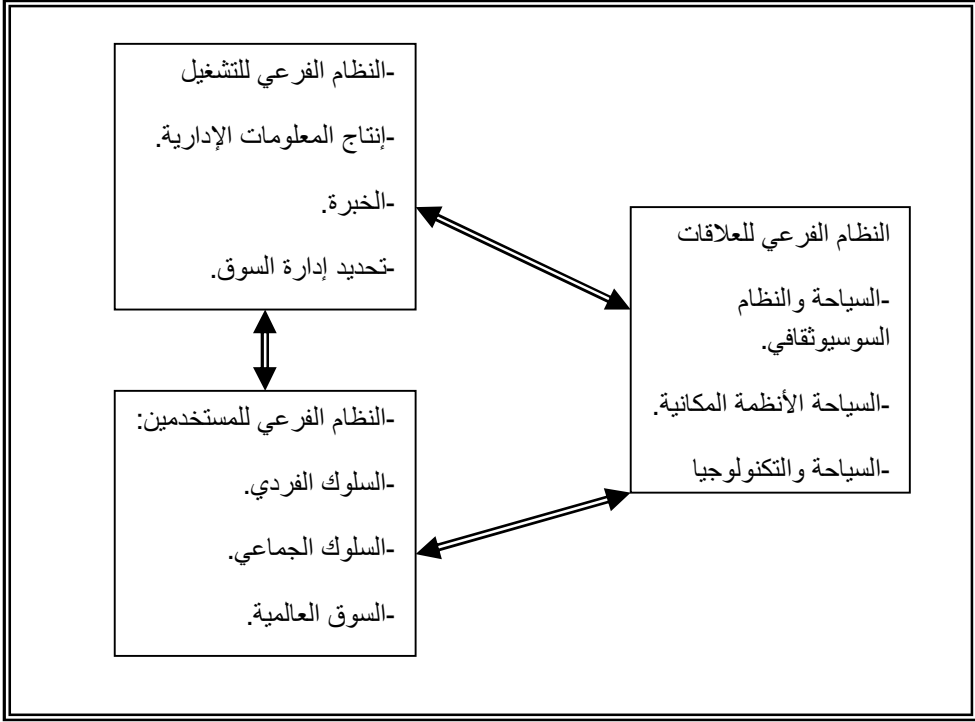 -النظام الفرعي للتشغيل
-إنتاج المعلومات الإدارية.
-الخبرة.
-تحديد إدارة السوق.
النظام الفرعي للعلاقات
-السياحة والنظام
السوسيوثقافي.
-السياحة الأنظمة المكانية.
-السياحة والتكنولوجيا
-النظام الفرعي للمستخدمين:
-السلوك الفردي.
-السلوك الجماعي.
-السوق العالمية.